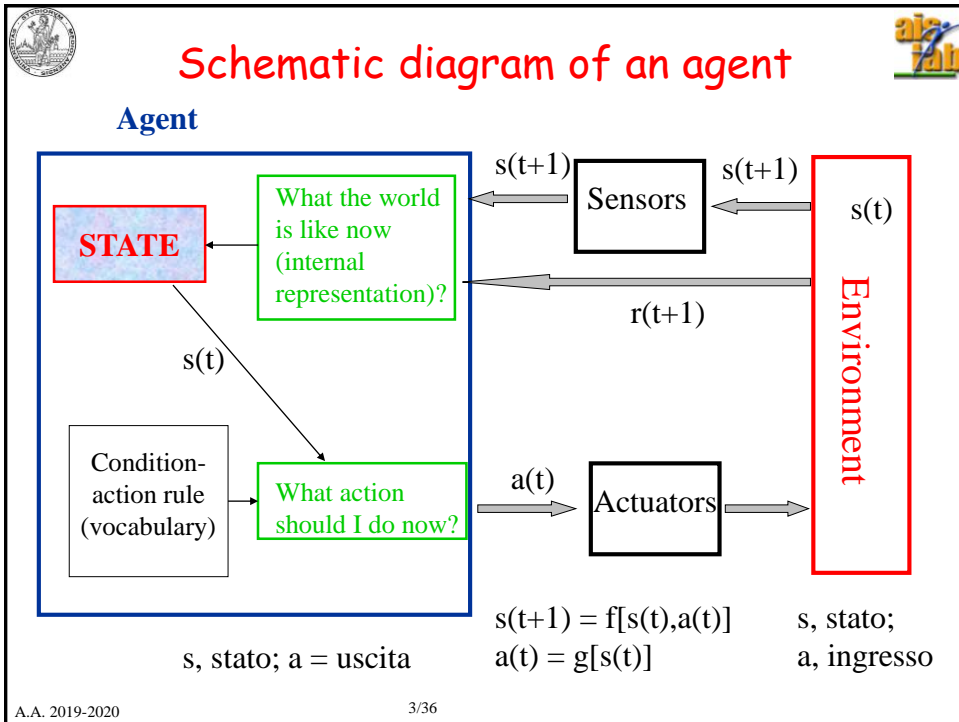 Schematic diagram of an agent
ais
lab
Agent
What the world
is like now
(internal
representation)?
STATE
s(t+1)
Sensors
s(t+1)
s(t)
r(t+1)
Environment
s(t)
Condition-
action rule
(vocabulary)
What action
should I do now?
a(t)
Actuators
s(t+1) = f[s(t),a(t)]
a(t) = g[s(t)]
s, stato;
a, ingresso
s, stato; a = uscita
A.A. 2019-2020
3/36